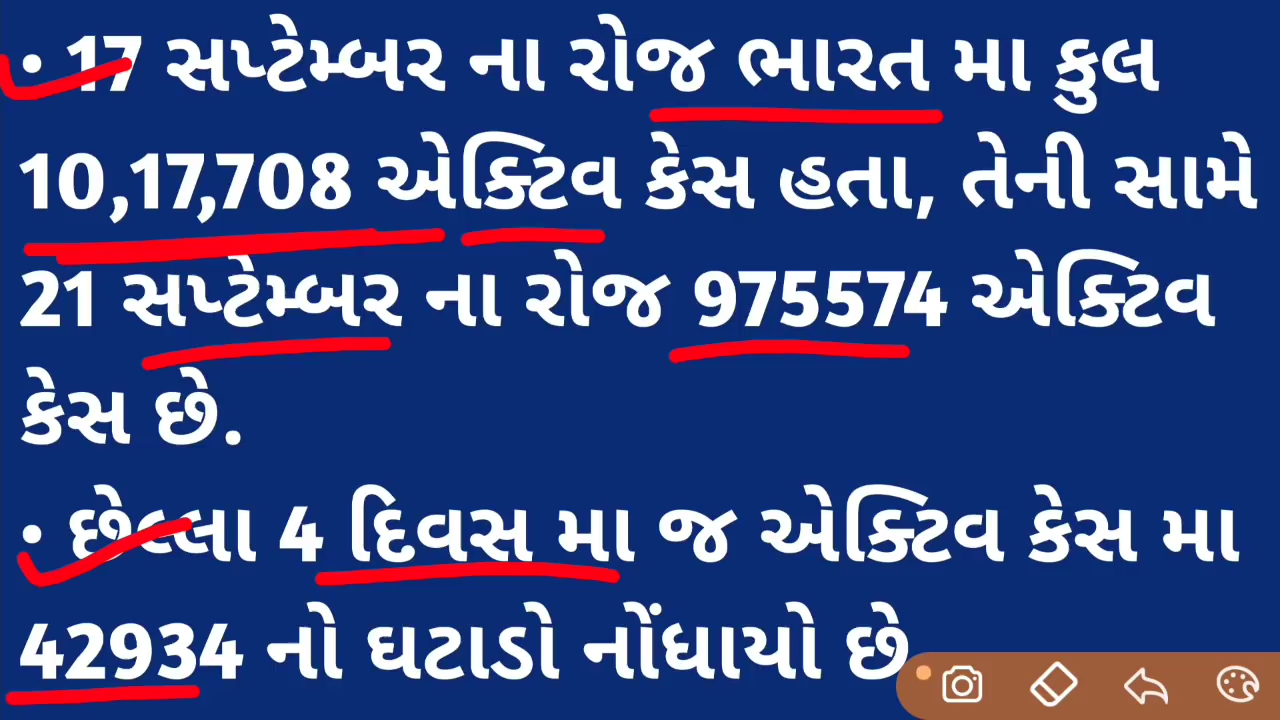 • 17 સપ્ટેમ્બર ના રોજ ભારત મા કુલ
10,17,708 એક્ટિવ કેસ હતા, તેની સામે
21 સપ્ટેમ્બર ના રોજ 975574 એક્ટિવ
કેસ છે.
• છેલ્લા 4 દિવસ મા જ એક્ટિવ કેસ મા
42934 નો ઘટાડો નોંધાયો છે